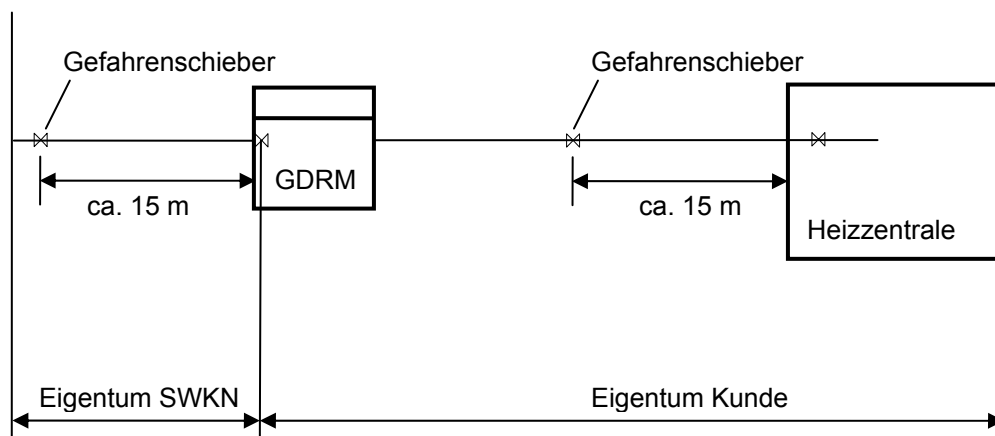 Gefahrenschieber
Gefahrenschieber
GDRM
ca. 15 m
ca. 15 m
Heizzentrale
Eigentum SWKN
Eigentum Kunde